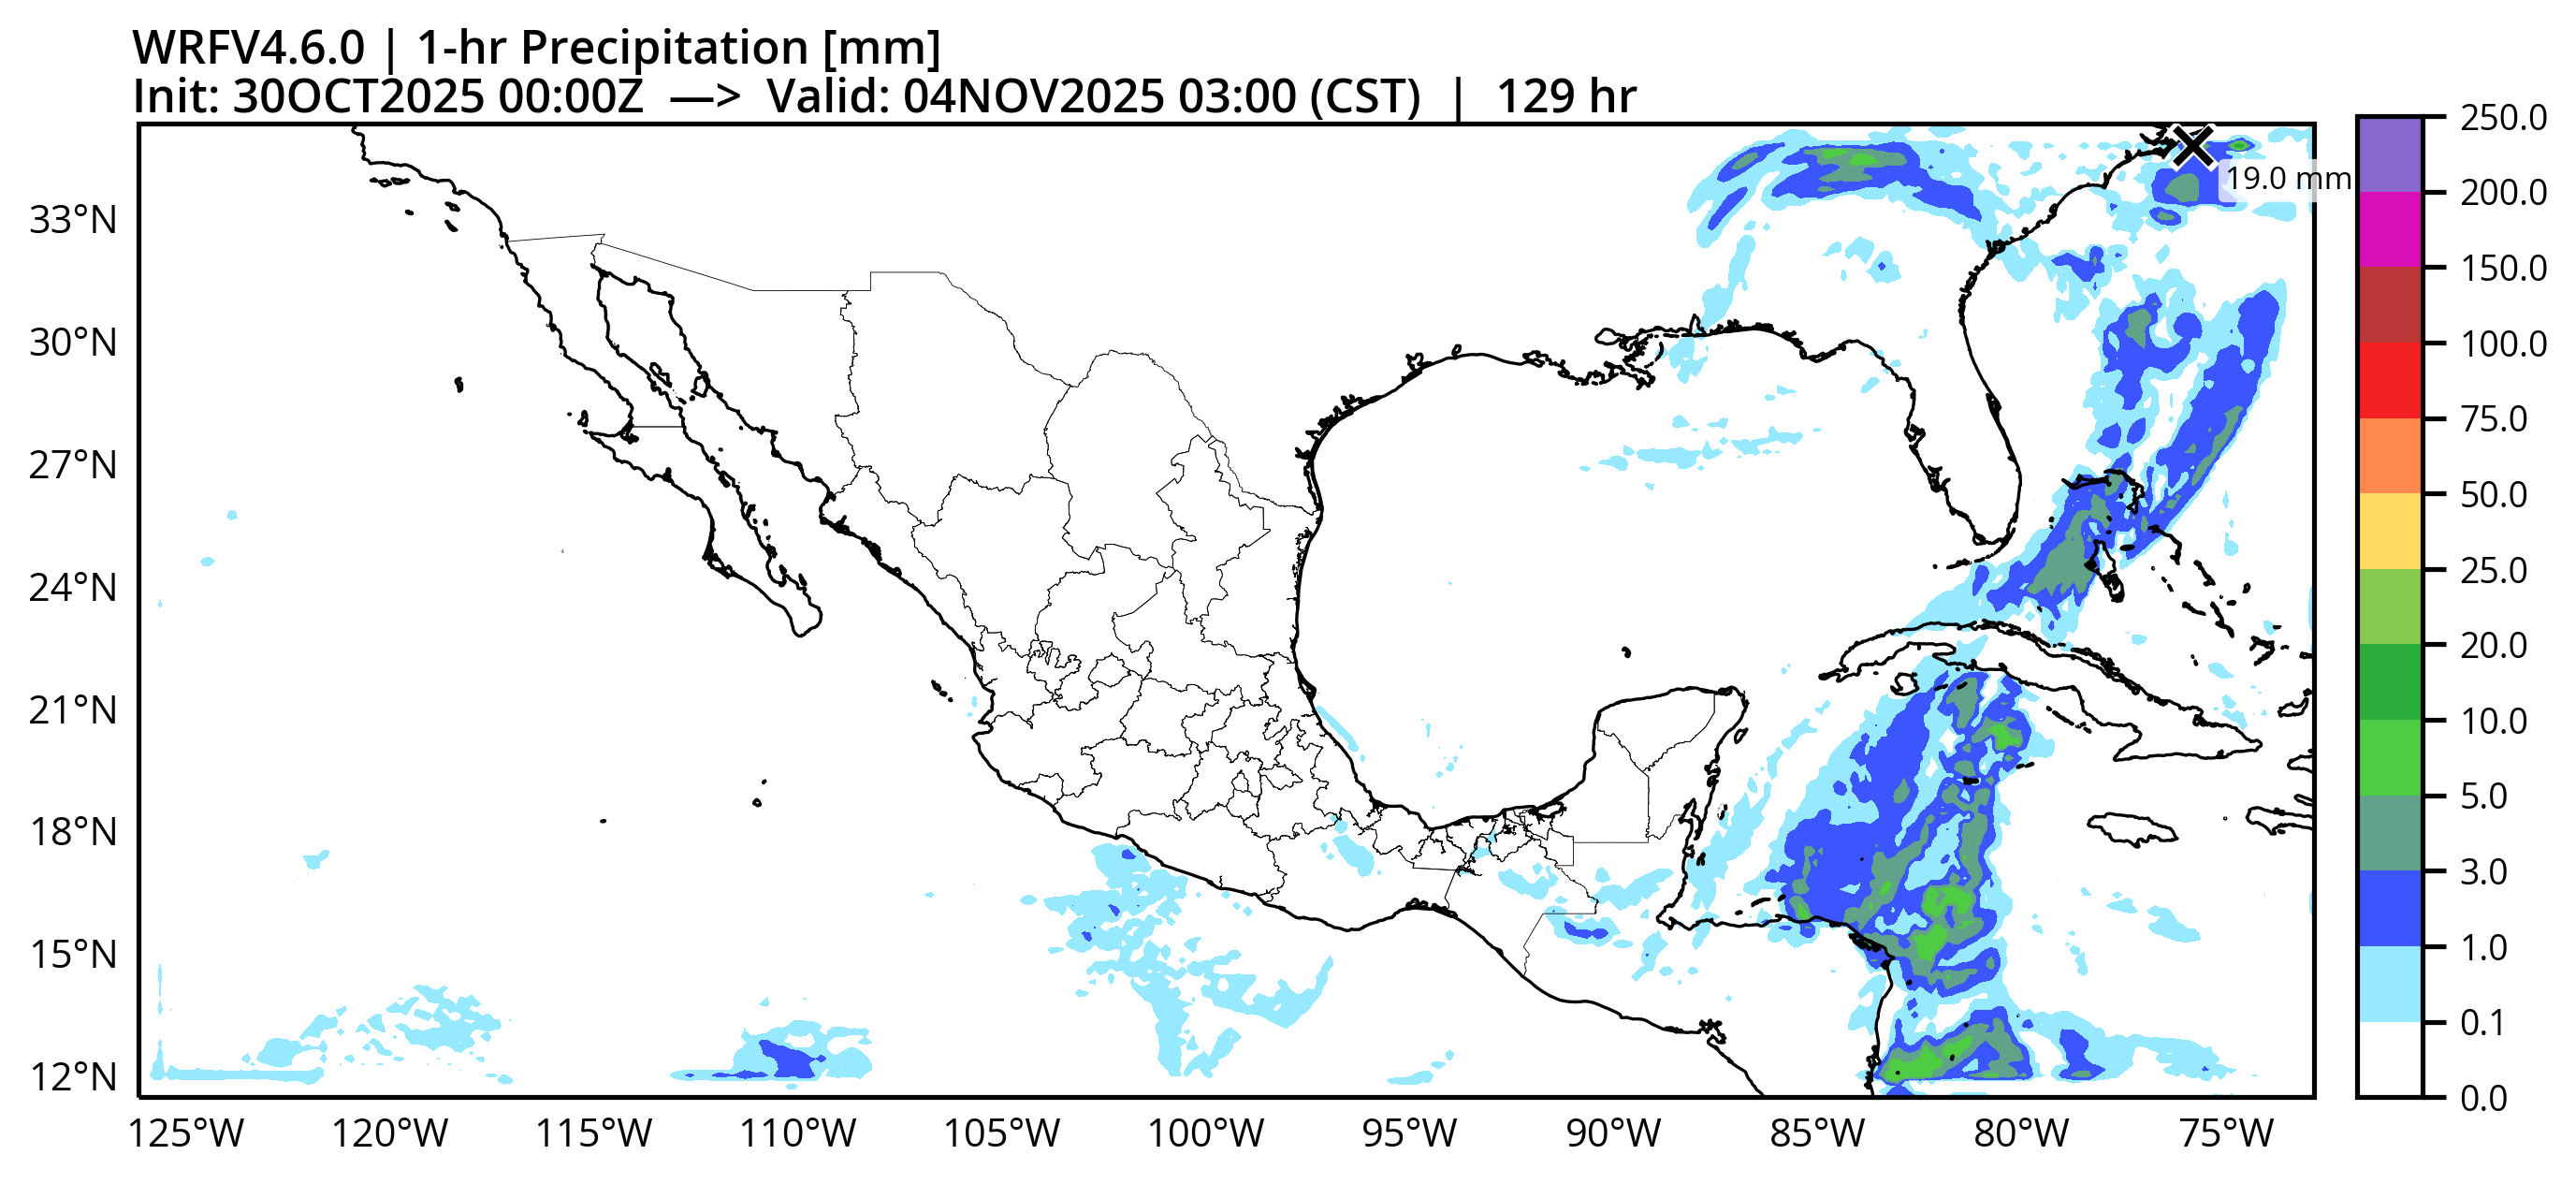 WRFV4.6.0 | 1-hr Precipitation [mm]
Init: 30OCT2025 00:00Z —> Valid: 04NOV2025 03:00 (CST) | 129 hr
19.0 mm
33°N
30°N
27°N
24°N
21°N
18°N
15°N
12°N
125°W 120°W 115°W 110°W 105°W 100°W 95°W 90°W 85°W 80°W 75°W
250.0
200.0
150.0
100.0
75.0
50.0
25.0
20.0
10.0
5.0
3.0
1.0
0.1
0.0